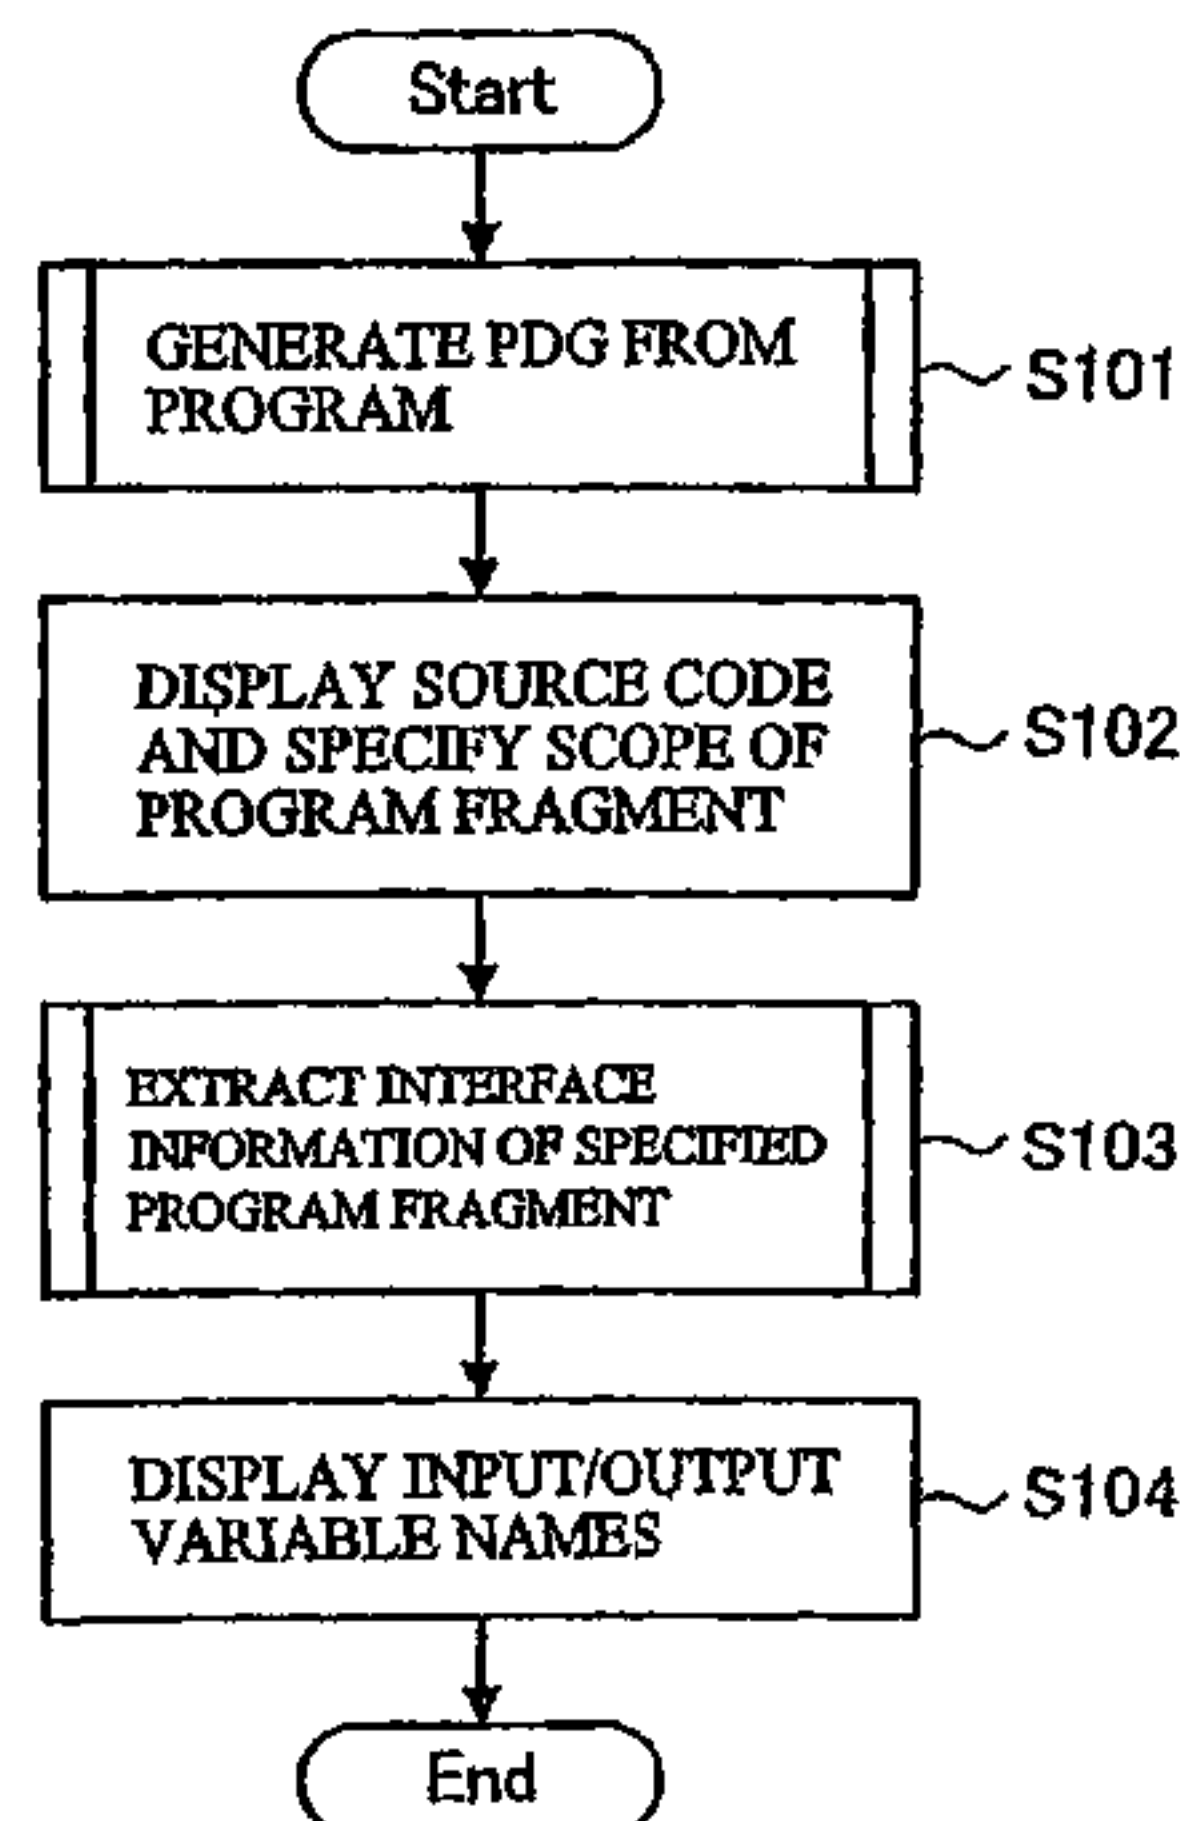 Start
GENERATE PDG FROM
PROGRAM
S101
DISPLAY SOURCE CODE
AND SPECIFY SCOPE OF
PROGRAM FRAGMENT
S102
EXTRACT INTERFACE
INFORMATION OF SPECIFIED
PROGRAM FRAGMENT
S103
DISPLAY INPUT/OUTPUT
VARIABLE NAMES
S104
End